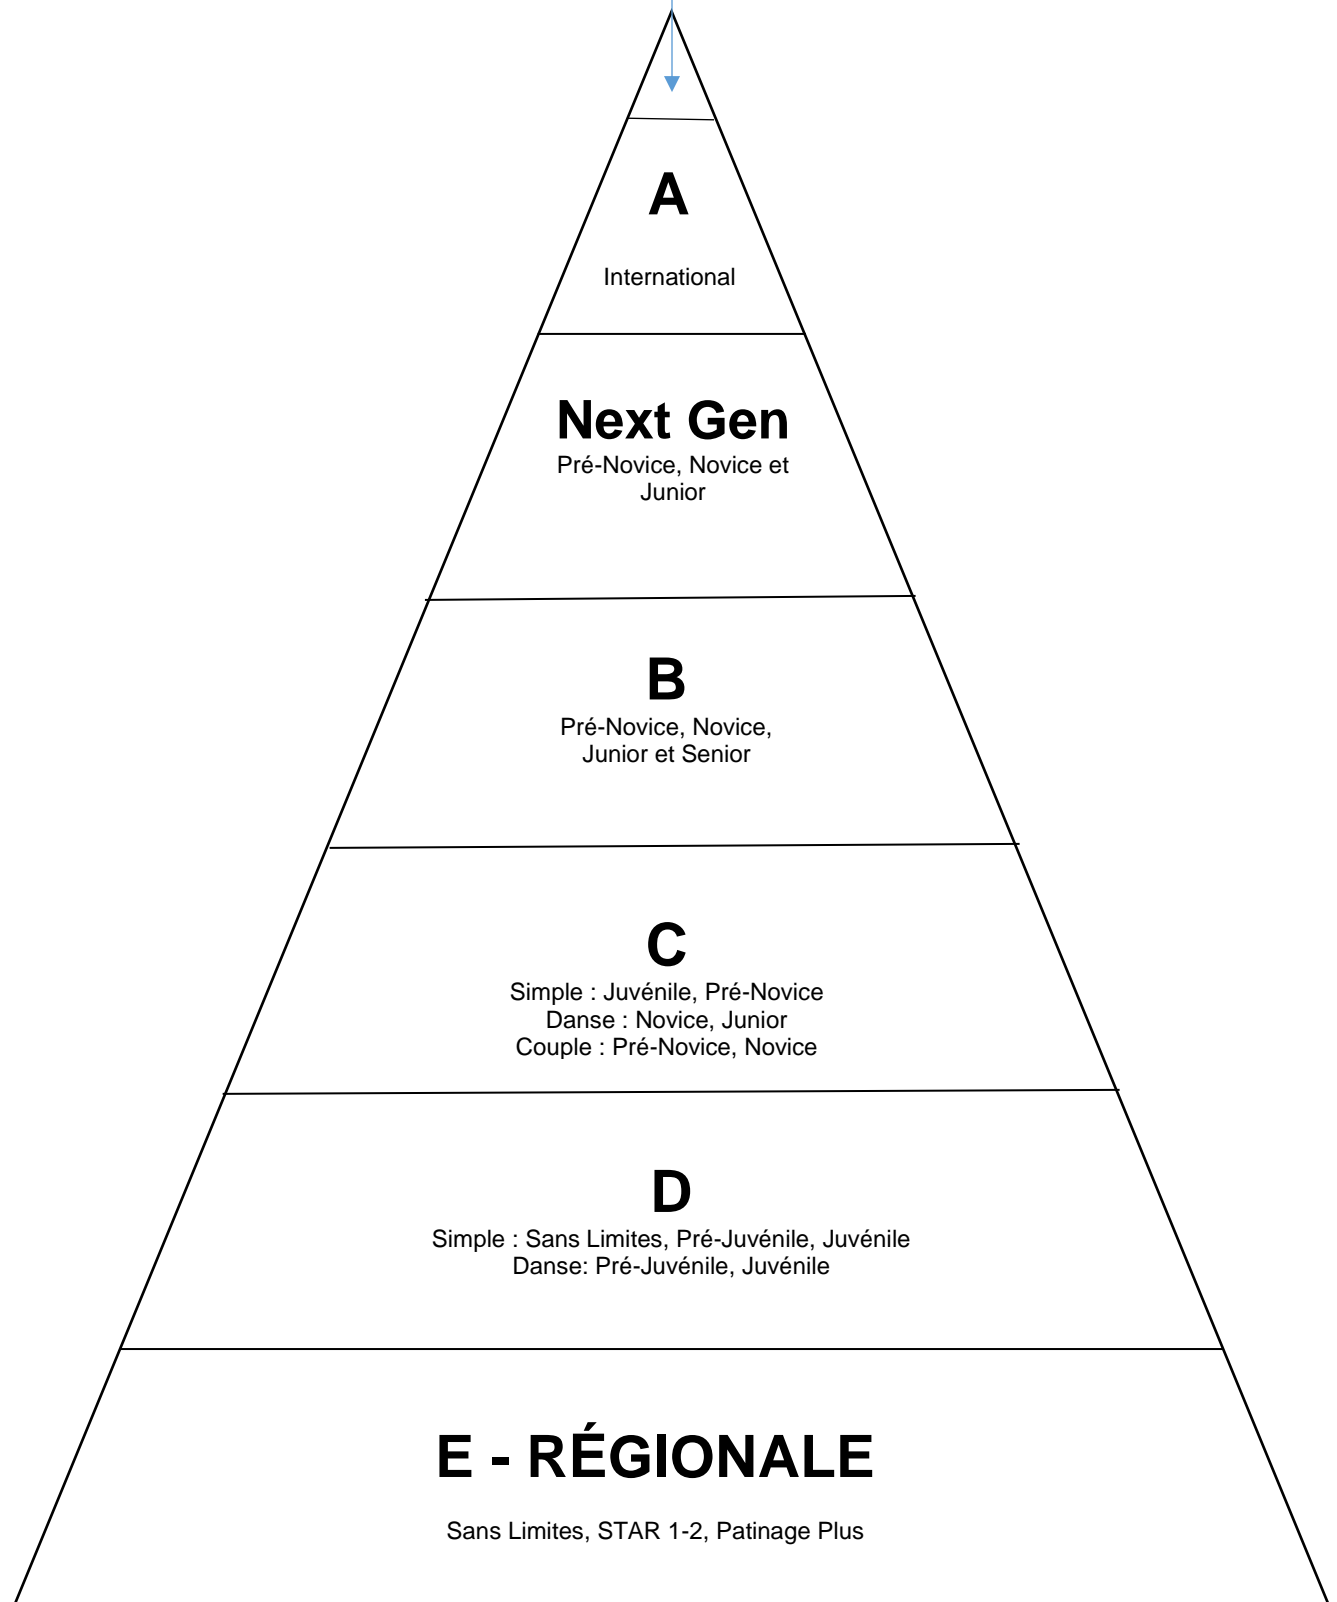 A
International
Next Gen
Pré-Novice, Novice et
Junior
B
Pré-Novice, Novice,
Junior et Senior
C
Simple : Juvénile, Pré-Novice
Danse : Novice, Junior
Couple : Pré-Novice, Novice
D
Simple : Sans Limites, Pré-Juvénile, Juvénile
Danse: Pré-Juvénile, Juvénile
E - RÉGIONALE
Sans Limites, STAR 1-2, Patinage Plus